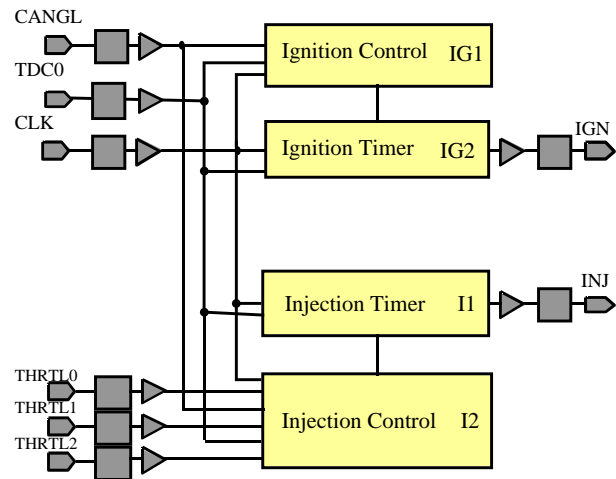 CANGL
Ignition Control IG1
TDC0
CLK
Ignition Timer IG2
IGN
Injection Timer I1
INJ
THRTL0
THRTL1
Injection Control I2
THRTL2